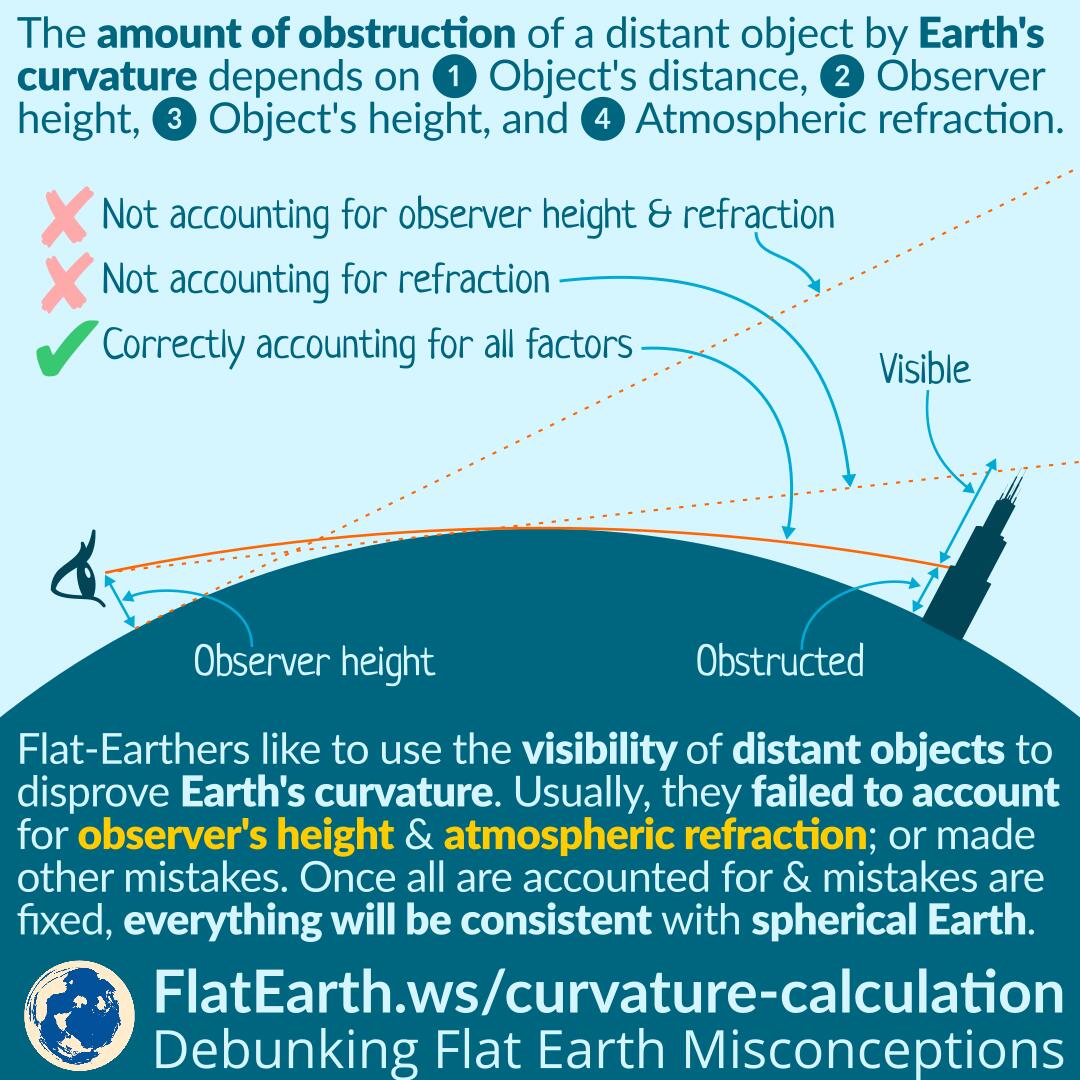 The amount of obstruction of a distant object by Earth's
curvature depends on 1 Object's distance, 2 Observer
height, 3 Object's height, and 4 Atmospheric refraction.
Not accounting for observer height & refraction
Not accounting for refraction
Correctly accounting for all factors
Visible
Observer height
Obstructed
Flat-Earthers like to use the visibility of distant objects to
disprove Earth's curvature. Usually, they failed to account
for observer's height & atmospheric refraction; or made
other mistakes. Once all are accounted for & mistakes are
fixed, everything will be consistent with spherical Earth.
FlatEarth.ws/curvature-calculation
Debunking Flat Earth Misconceptions